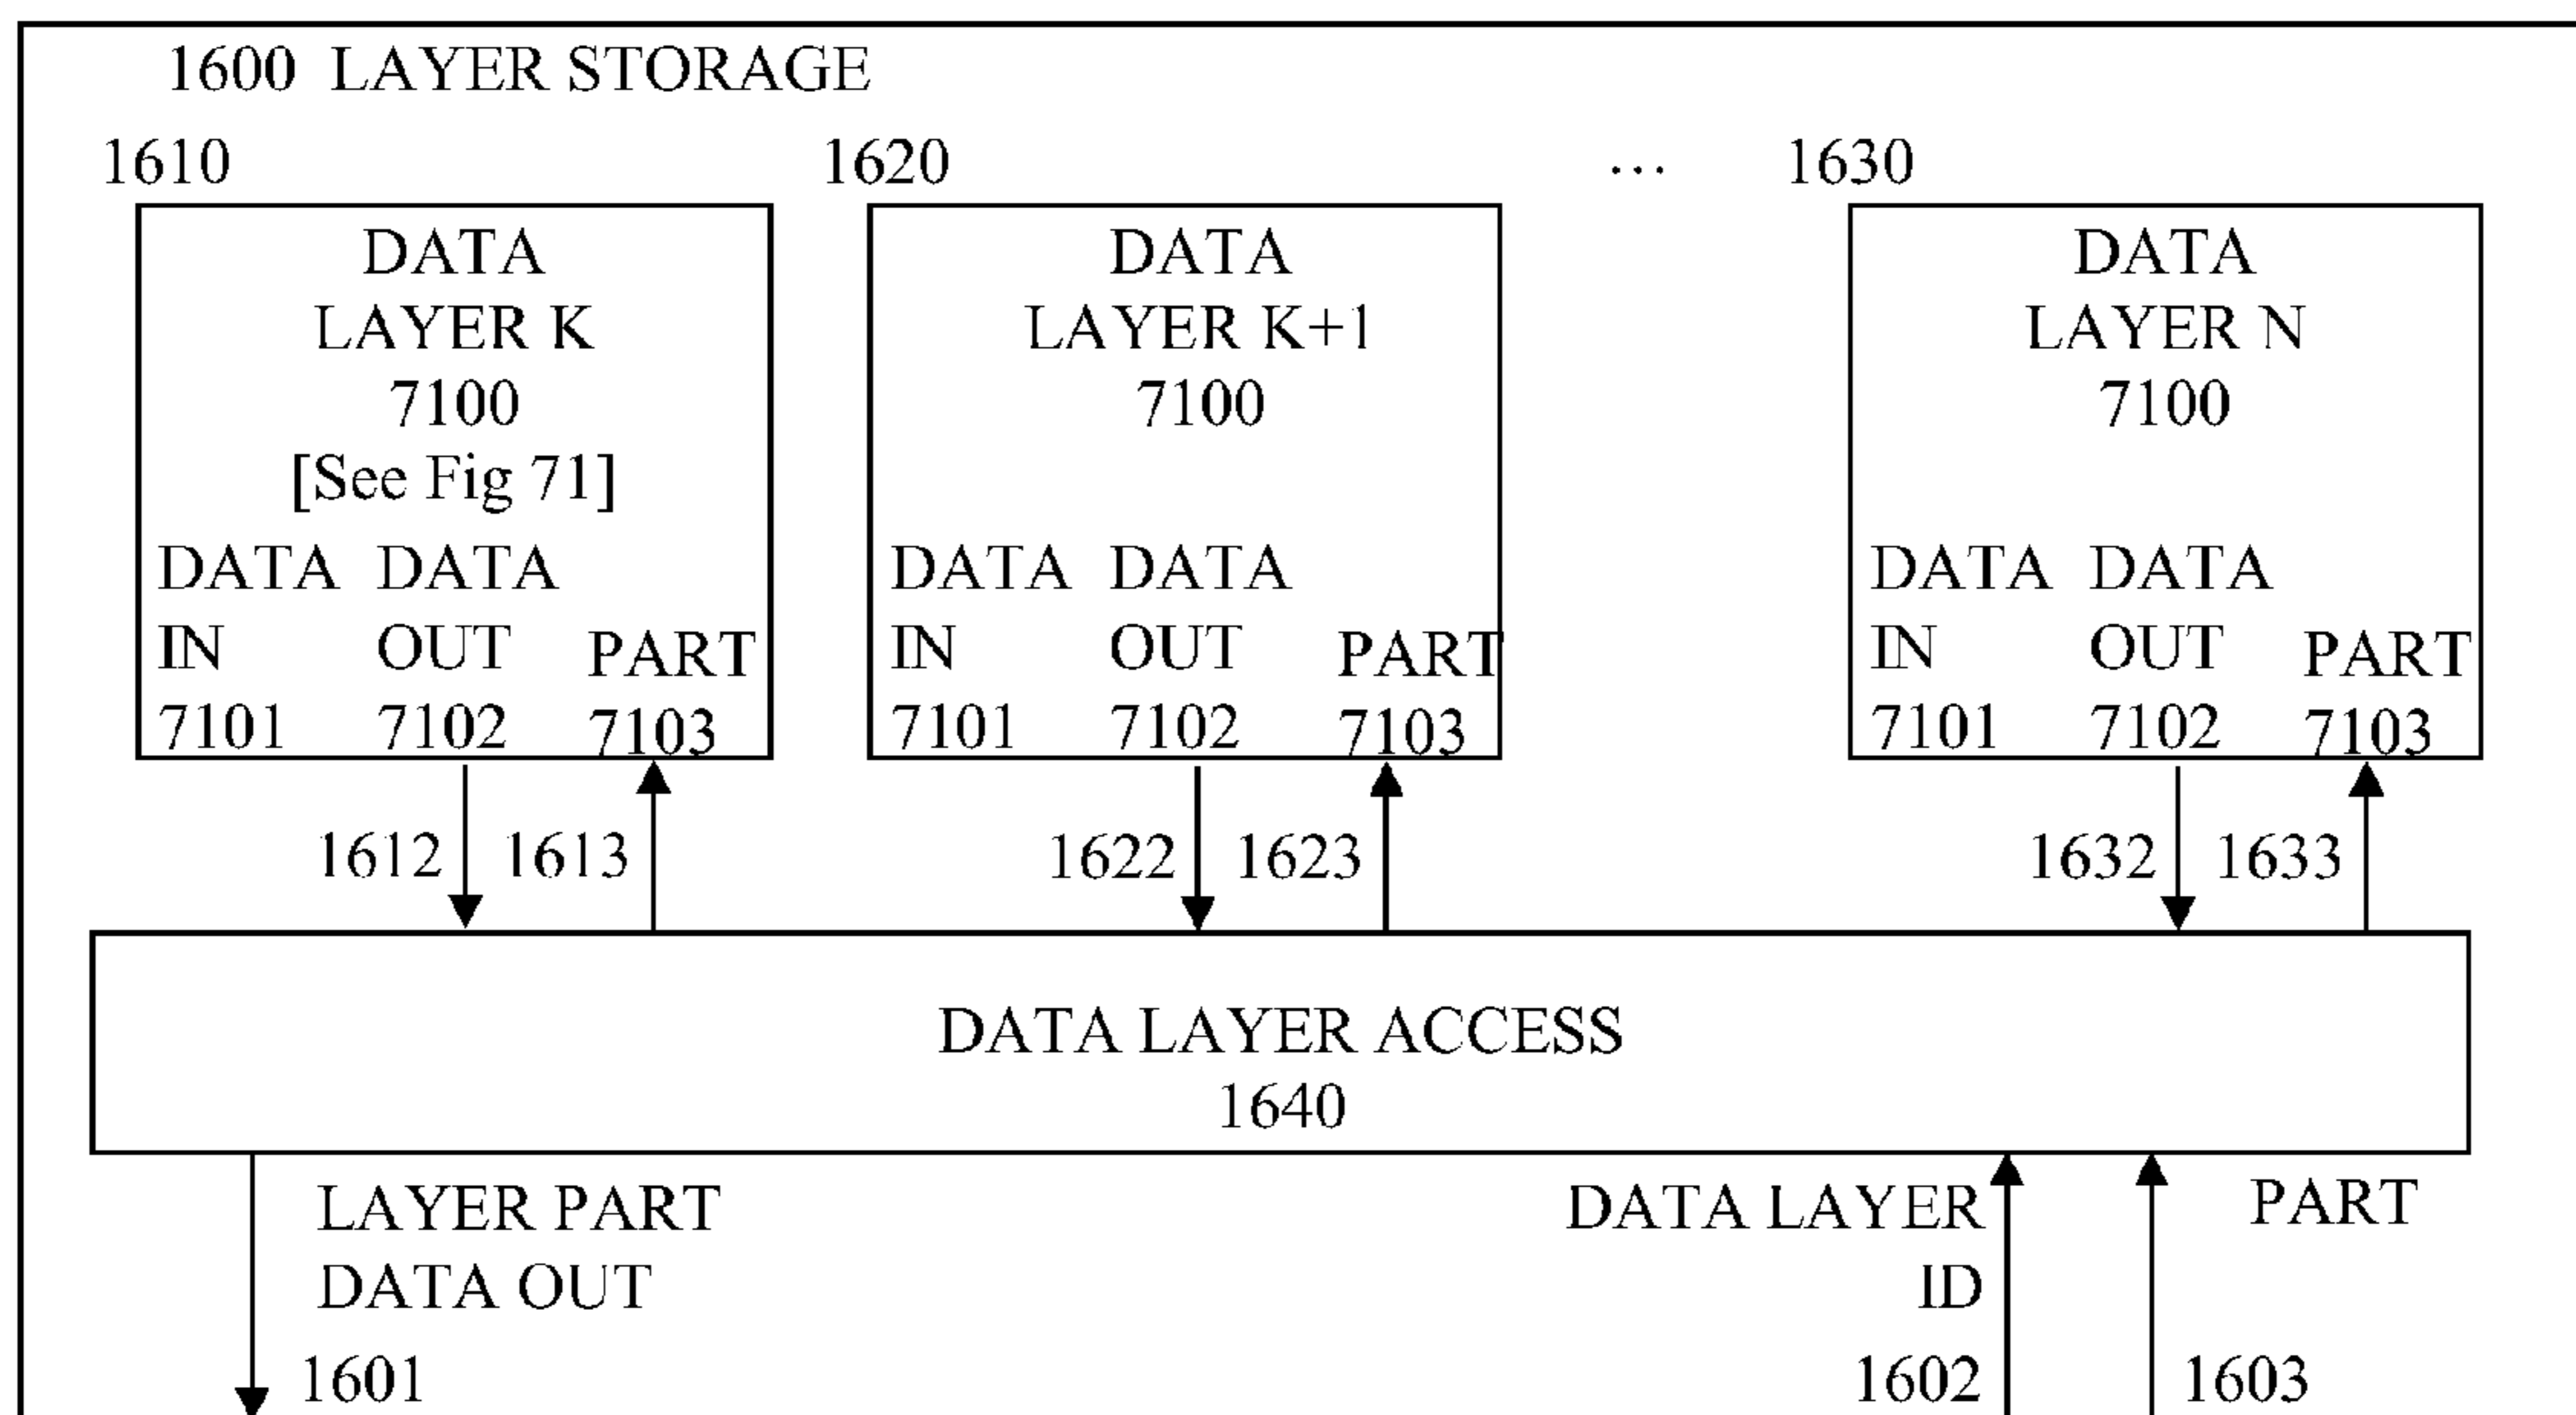 1600 LAYER STORAGE
1610
1620
...
1630
DATA
LAYER K
7100
[See Fig 71]
DATA DATA
IN OUT PART
7101 7102 7103
DATA
LAYER K+1
7100
DATA DATA
IN OUT PART
7101 7102 7103
DATA
LAYER N
7100
DATA DATA
IN OUT PART
7101 7102 7103
1612
1613
1622
1623
1632
1633
DATA LAYER ACCESS
1640
LAYER PART
DATA OUT
1601
DATA LAYER
ID
1602
PART
1603